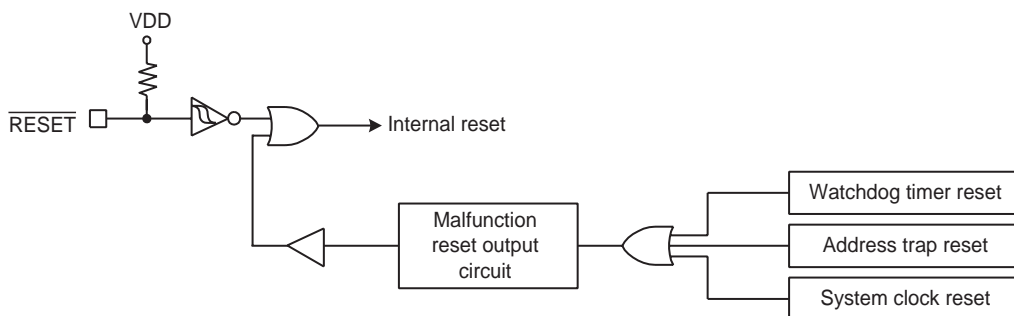 VDD
RESET
Internal reset
Watchdog timer reset
Malfunction
reset output
circuit
Address trap reset
System clock reset